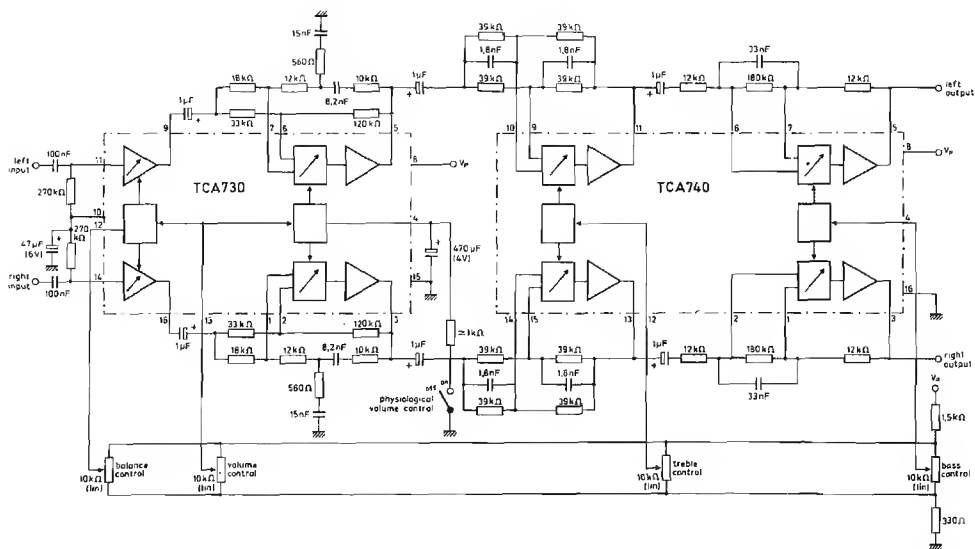 15nF
560Ω
18kΩ
12kΩ
8,2nF
10kΩ
1µF
33kΩ
120kΩ
1µF
39kΩ
39kΩ
1,8nF
1,8nF
39kΩ
39kΩ
1µF
12kΩ
33nF
180kΩ
12kΩ
left
output
9
7
6
5
10
9
11
6
7
5
left
input
100nF
11
270kΩ
TCA730
8
Vp
TCA740
8
Vp
10
12
270
kΩ
47µF
(6V)
4
470µF
(4V)
4
right
input
100nF
14
15
16
16
1µF
13
1
2
3
14
15
12
13
2
1
3
33kΩ
120kΩ
18kΩ
12kΩ
8,2nF
10kΩ
560Ω
15nF
1µF
≃1kΩ
on
off
physiological
volume control
39kΩ
39kΩ
1,8nF
1,8nF
39kΩ
39kΩ
1µF
12kΩ
180kΩ
12kΩ
33nF
right
output
1,5kΩ
10kΩ
(lin)
balance
control
10kΩ
(lin)
volume
control
10kΩ
(lin)
treble
control
10kΩ
(lin)
bass
control
330Ω